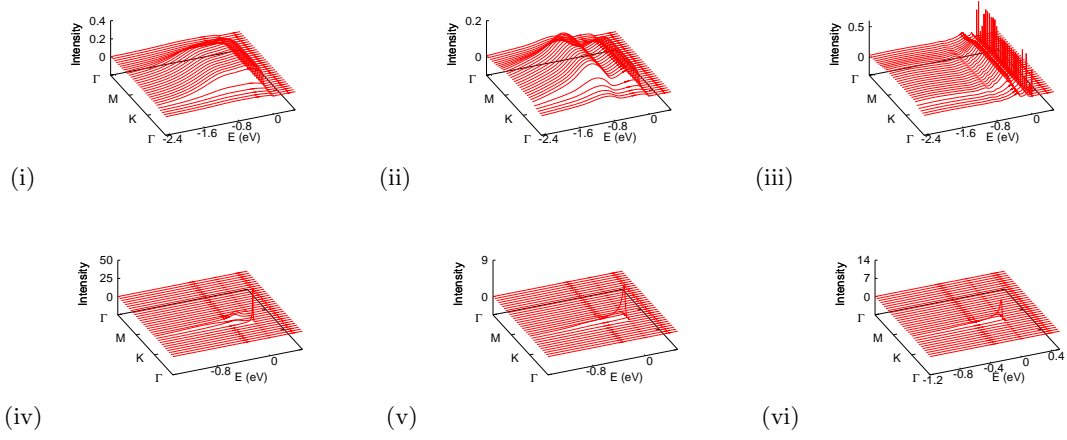 Intensity
0.4
0.2
0
Γ
M
K
Γ
-2.4
-1.6
-0.8
0
E (eV)
(i)
Intensity
0.2
0
Γ
M
K
Γ
-2.4
-1.6
-0.8
0
E (eV)
(ii)
Intensity
0.5
0
Γ
M
K
Γ
-2.4
-1.6
-0.8
0
E (eV)
(iii)
Intensity
50
25
0
Γ
M
K
Γ
-0.8
0
E (eV)
(iv)
Intensity
9
0
Γ
M
K
Γ
-0.8
0
E (eV)
(v)
Intensity
14
7
0
Γ
M
K
Γ
-1.2
-0.8
-0.4
0
0.4
E (eV)
(vi)